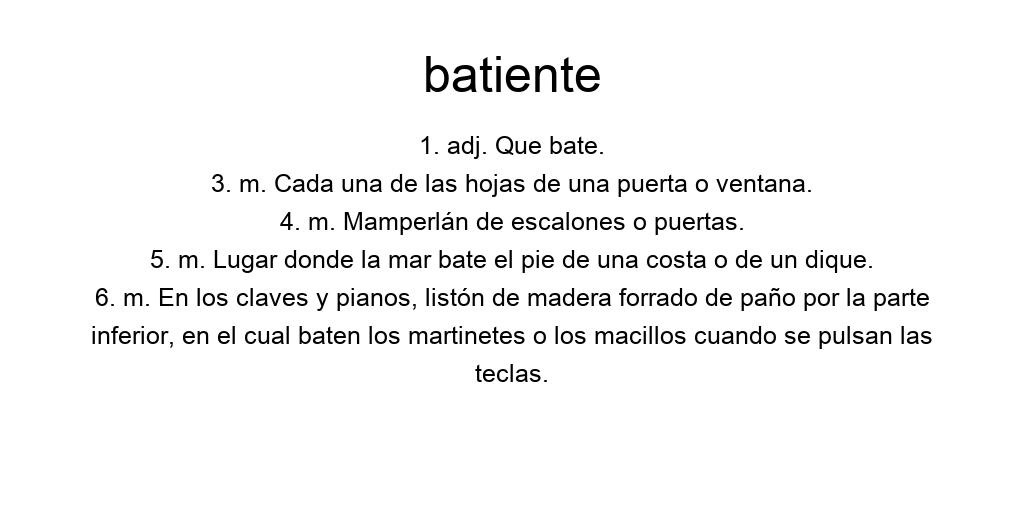 batiente
1. adj. Que bate.
3. m. Cada una de las hojas de una puerta o ventana.
4. m. Mamperlán de escalones o puertas.
5. m. Lugar donde la mar bate el pie de una costa o de un dique.
6. m. En los claves y pianos, listón de madera forrado de paño por la parte
inferior, en el cual baten los martinetes o los macillos cuando se pulsan las
teclas.